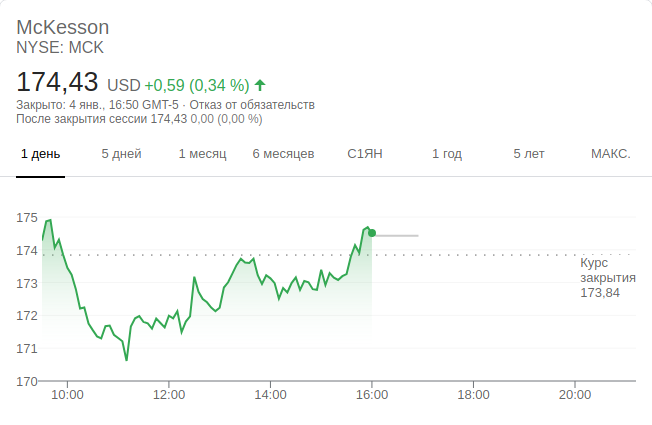 McKesson
NYSE: MCK
174,43 USD +0,59 (0,34 %)
Закрыто: 4 янв., 16:50 GMT-5 · Отказ от обязательств
После закрытия сессии 174,43 0,00 (0,00 %)
1 день 5 дней 1 месяц 6 месяцев С1ЯН 1 год 5 лет МАКС.
175
174
173
172
171
170
Курс
закрытия
173,84
10:00 12:00 14:00 16:00 18:00 20:00